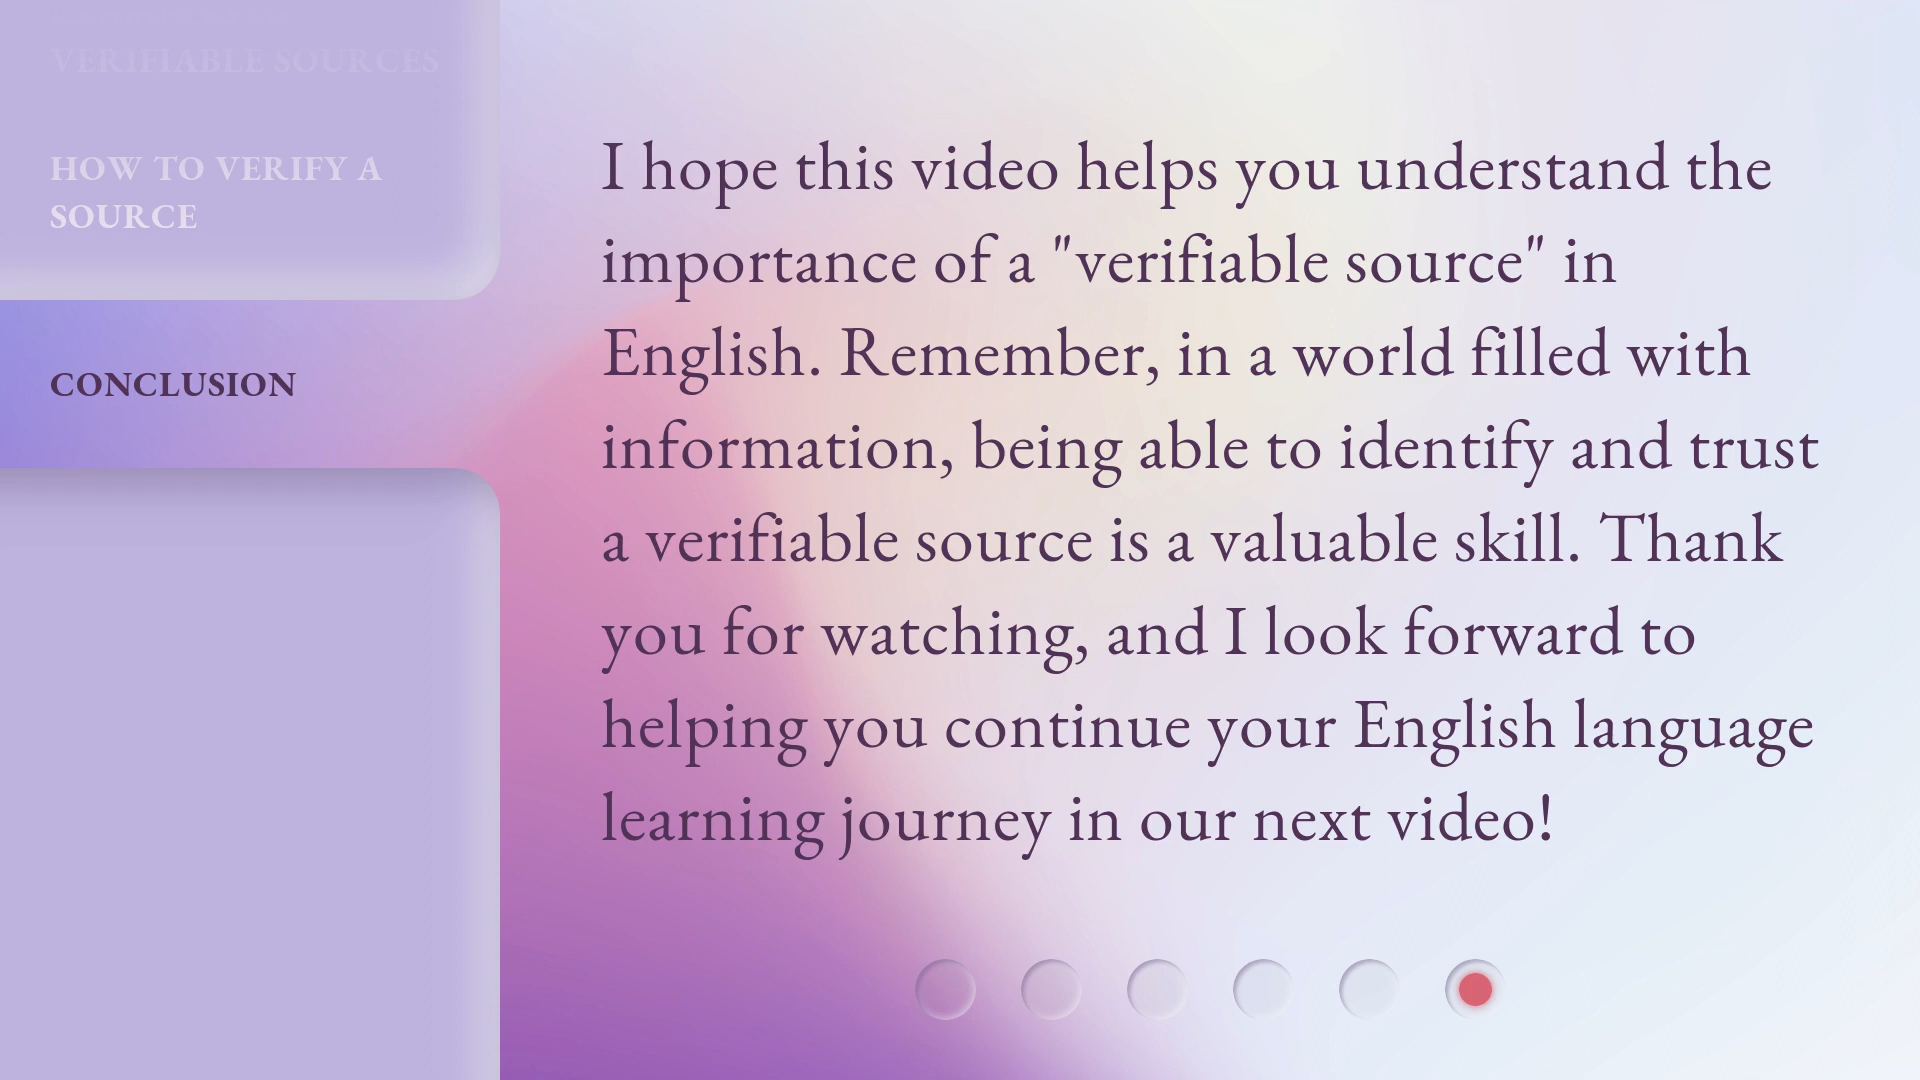 VERIFIABLE SOURCES
HOW TO VERIFY A
SOURCE
CONCLUSION
I hope this video helps you understand the
importance of a "verifiable source" in
English. Remember, in a world filled with
information, being able to identify and trust
a verifiable source is a valuable skill. Thank
you for watching, and I look forward to
helping you continue your English language
learning journey in our next video!